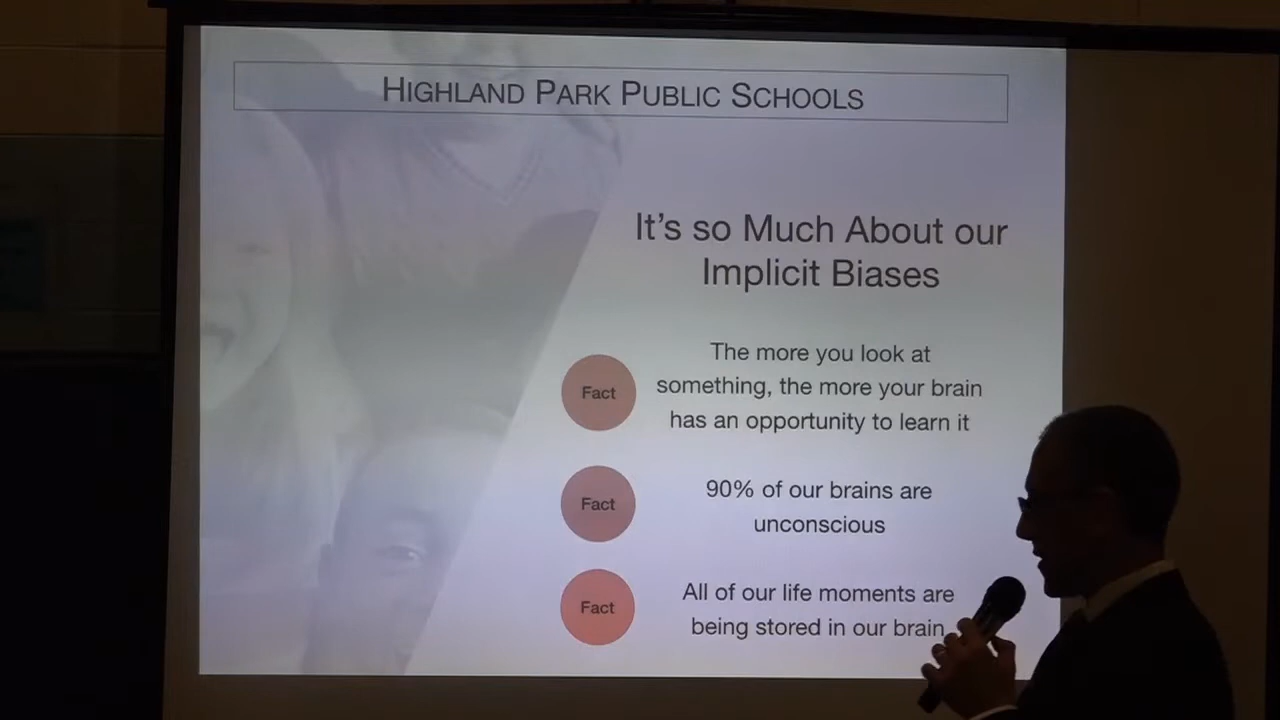 HIGHLAND PARK PUBLIC SCHOOLS
It's so Much About our
Implicit Biases
Fact
The more you look at
something, the more your brain
has an opportunity to learn it
Fact
90% of our brains are
unconscious
Fact
All of our life moments are
being stored in our brain